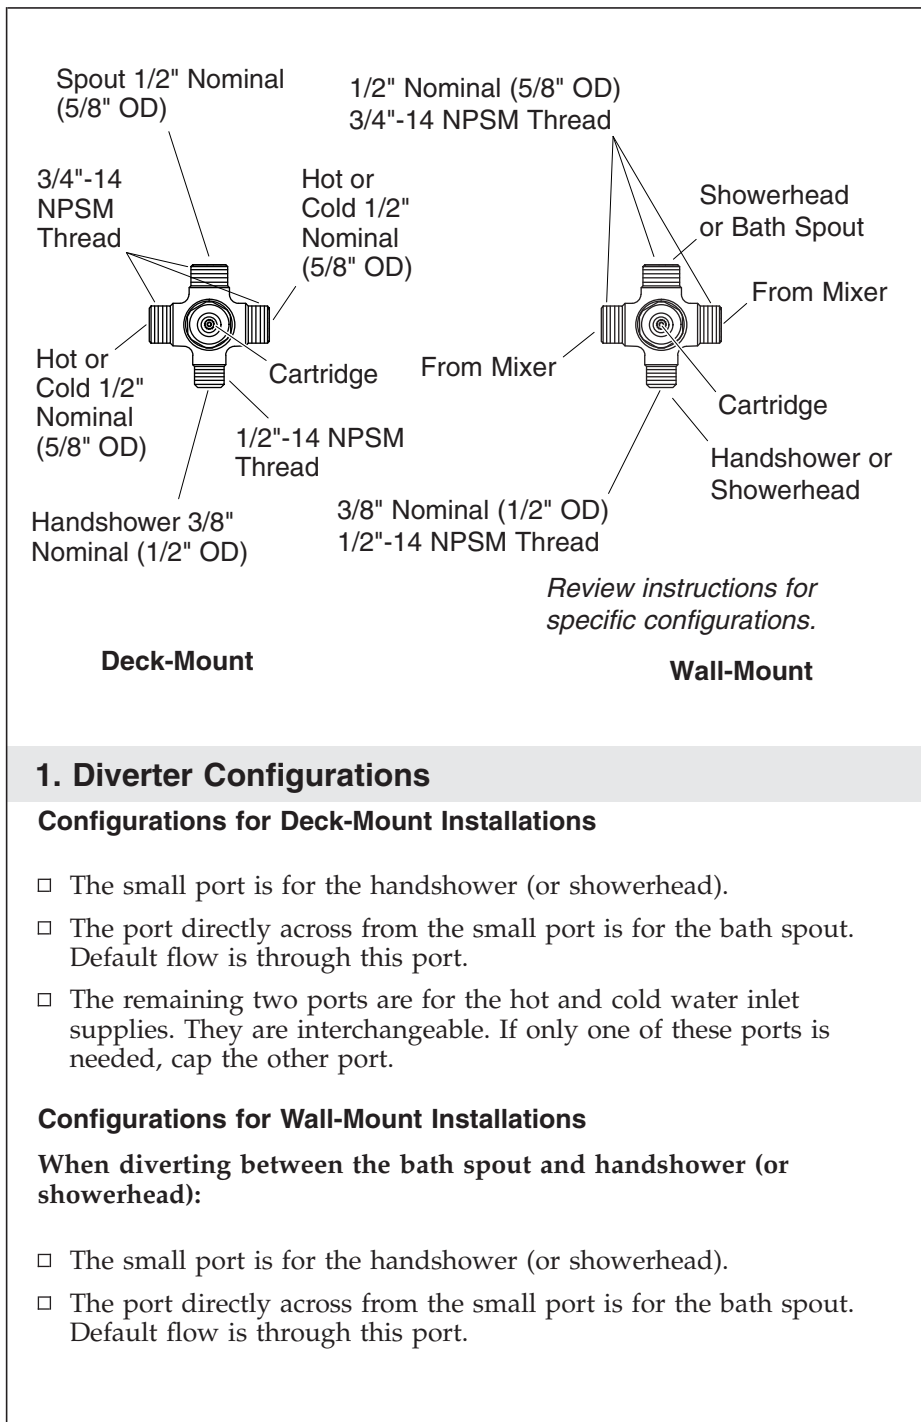 Spout 1/2" Nominal
(5/8" OD)
1/2" Nominal (5/8" OD)
3/4"-14 NPSM Thread
3/4"-14
NPSM
Thread
Hot or
Cold 1/2"
Nominal
(5/8" OD)
Showerhead
or Bath Spout
From Mixer
Hot or
Cold 1/2"
Nominal
(5/8" OD)
Cartridge
From Mixer
Cartridge
1/2"-14 NPSM
Thread
Handshower or
Showerhead
Handshower 3/8"
Nominal (1/2" OD)
3/8" Nominal (1/2" OD)
1/2"-14 NPSM Thread
Review instructions for
specific configurations.
Deck-Mount
Wall-Mount
1. Diverter Configurations
Configurations for Deck-Mount Installations
□ The small port is for the handshower (or showerhead).
□ The port directly across from the small port is for the bath spout.
Default flow is through this port.
□ The remaining two ports are for the hot and cold water inlet
supplies. They are interchangeable. If only one of these ports is
needed, cap the other port.
Configurations for Wall-Mount Installations
When diverting between the bath spout and handshower (or
showerhead):
□ The small port is for the handshower (or showerhead).
□ The port directly across from the small port is for the bath spout.
Default flow is through this port.